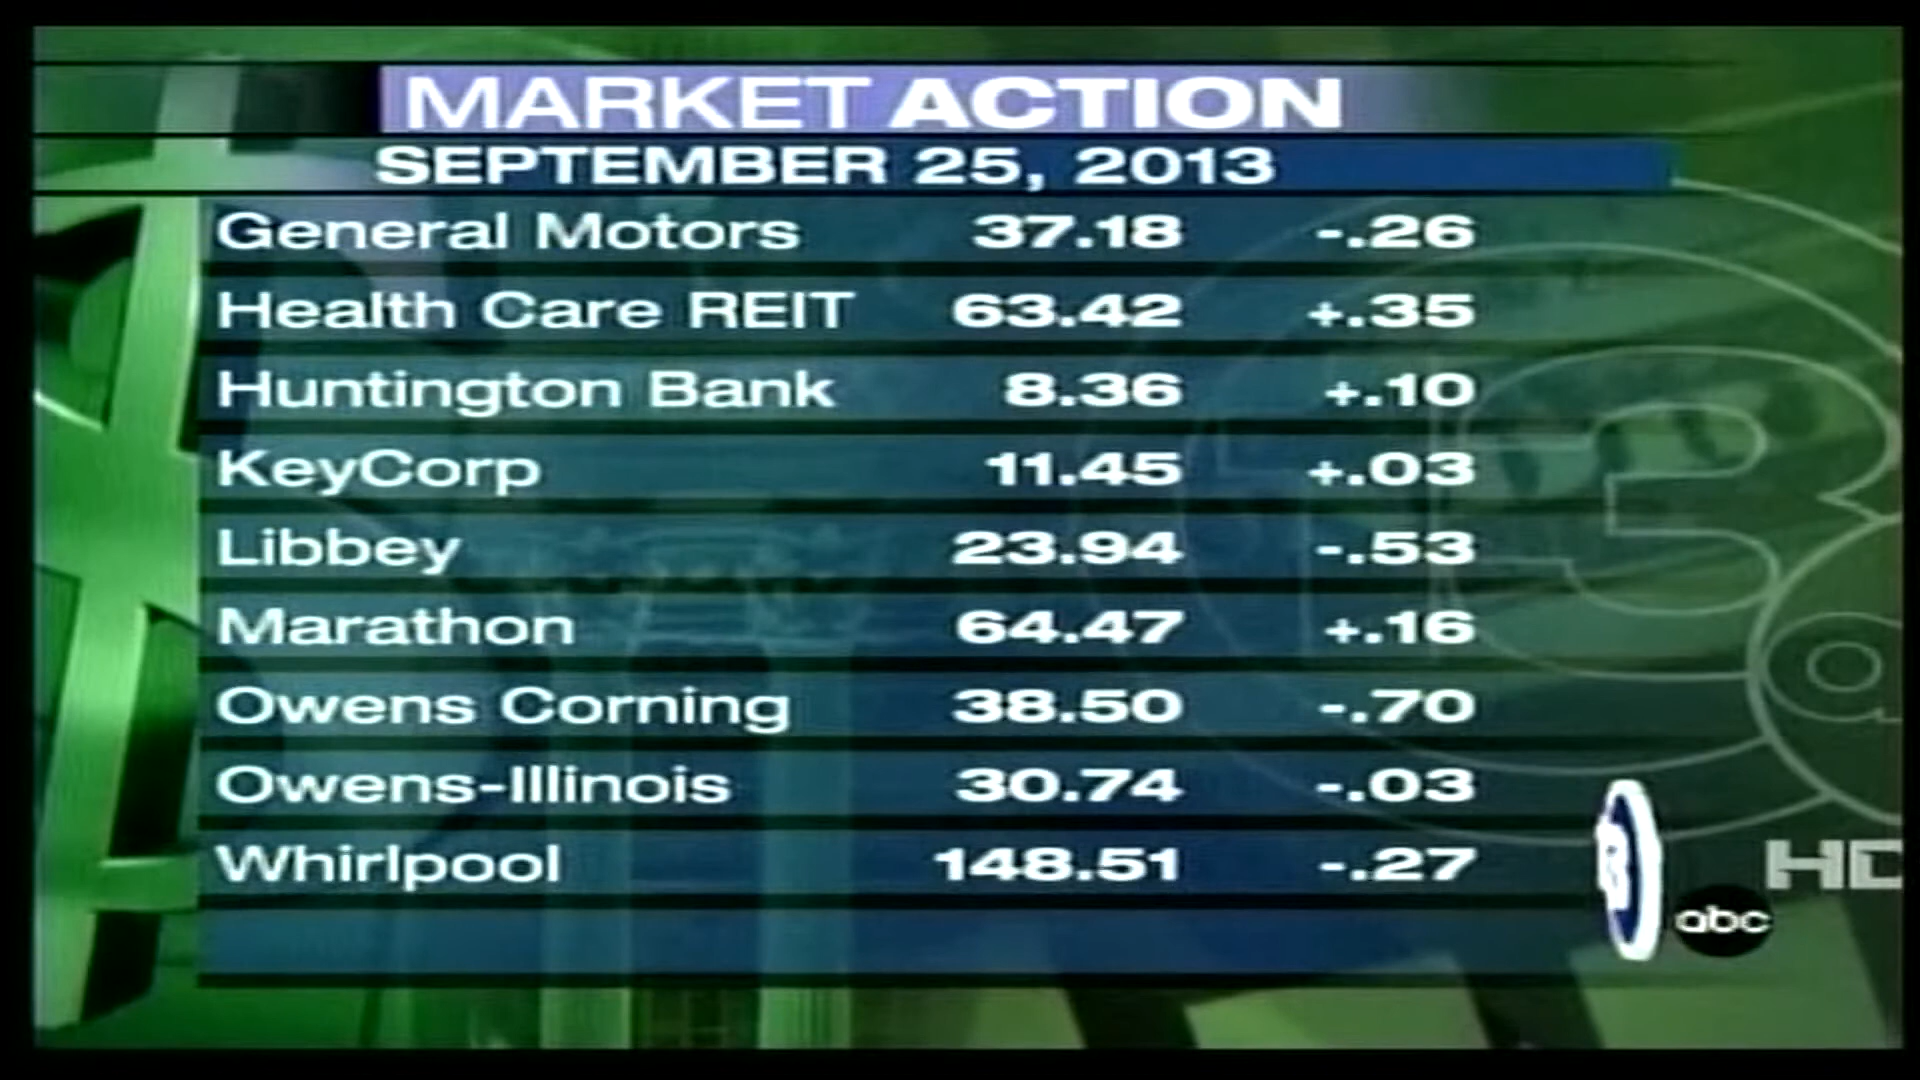 MARKET ACTION
SEPTEMBER 25, 2013
General Motors 37.18 -.26
Health Care REIT 63.42 +.35
Huntington Bank 8.36 +.10
KeyCorp 11.45 +.03
Libbey 23.94 -.53
Marathon 64.47 +.16
Owens Corning 38.50 -.70
Owens-Illinois 30.74 -.03
Whirlpool 148.51 -.27
13
3
HD
abc